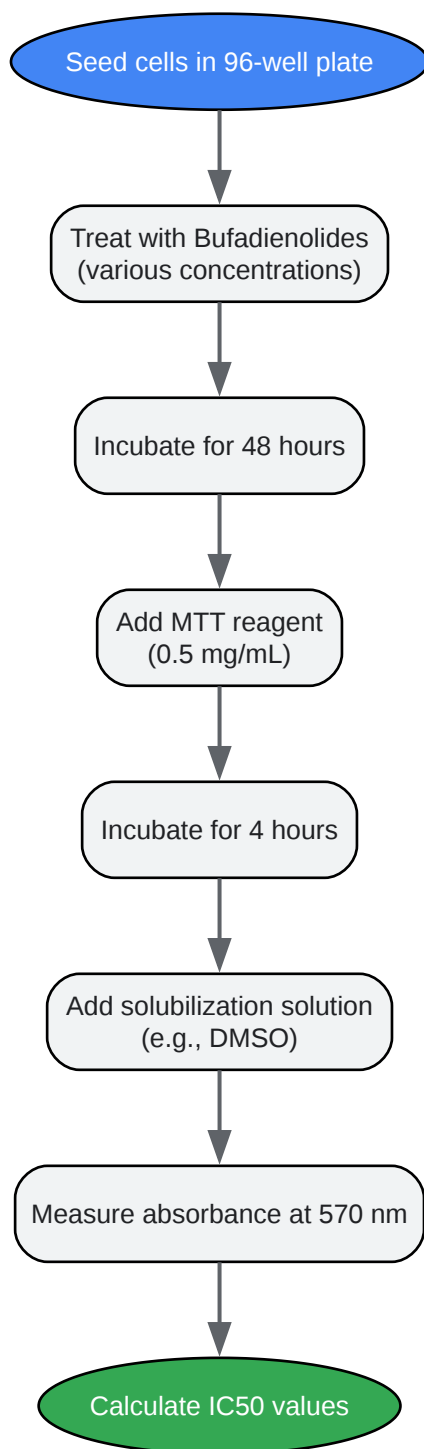 Seed cells in 96-well plate
Treat with Bufadienolides
(various concentrations)
Incubate for 48 hours
Add MTT reagent
(0.5 mg/mL)
Incubate for 4 hours
Add solubilization solution
(e.g., DMSO)
Measure absorbance at 570 nm
Calculate IC50 values